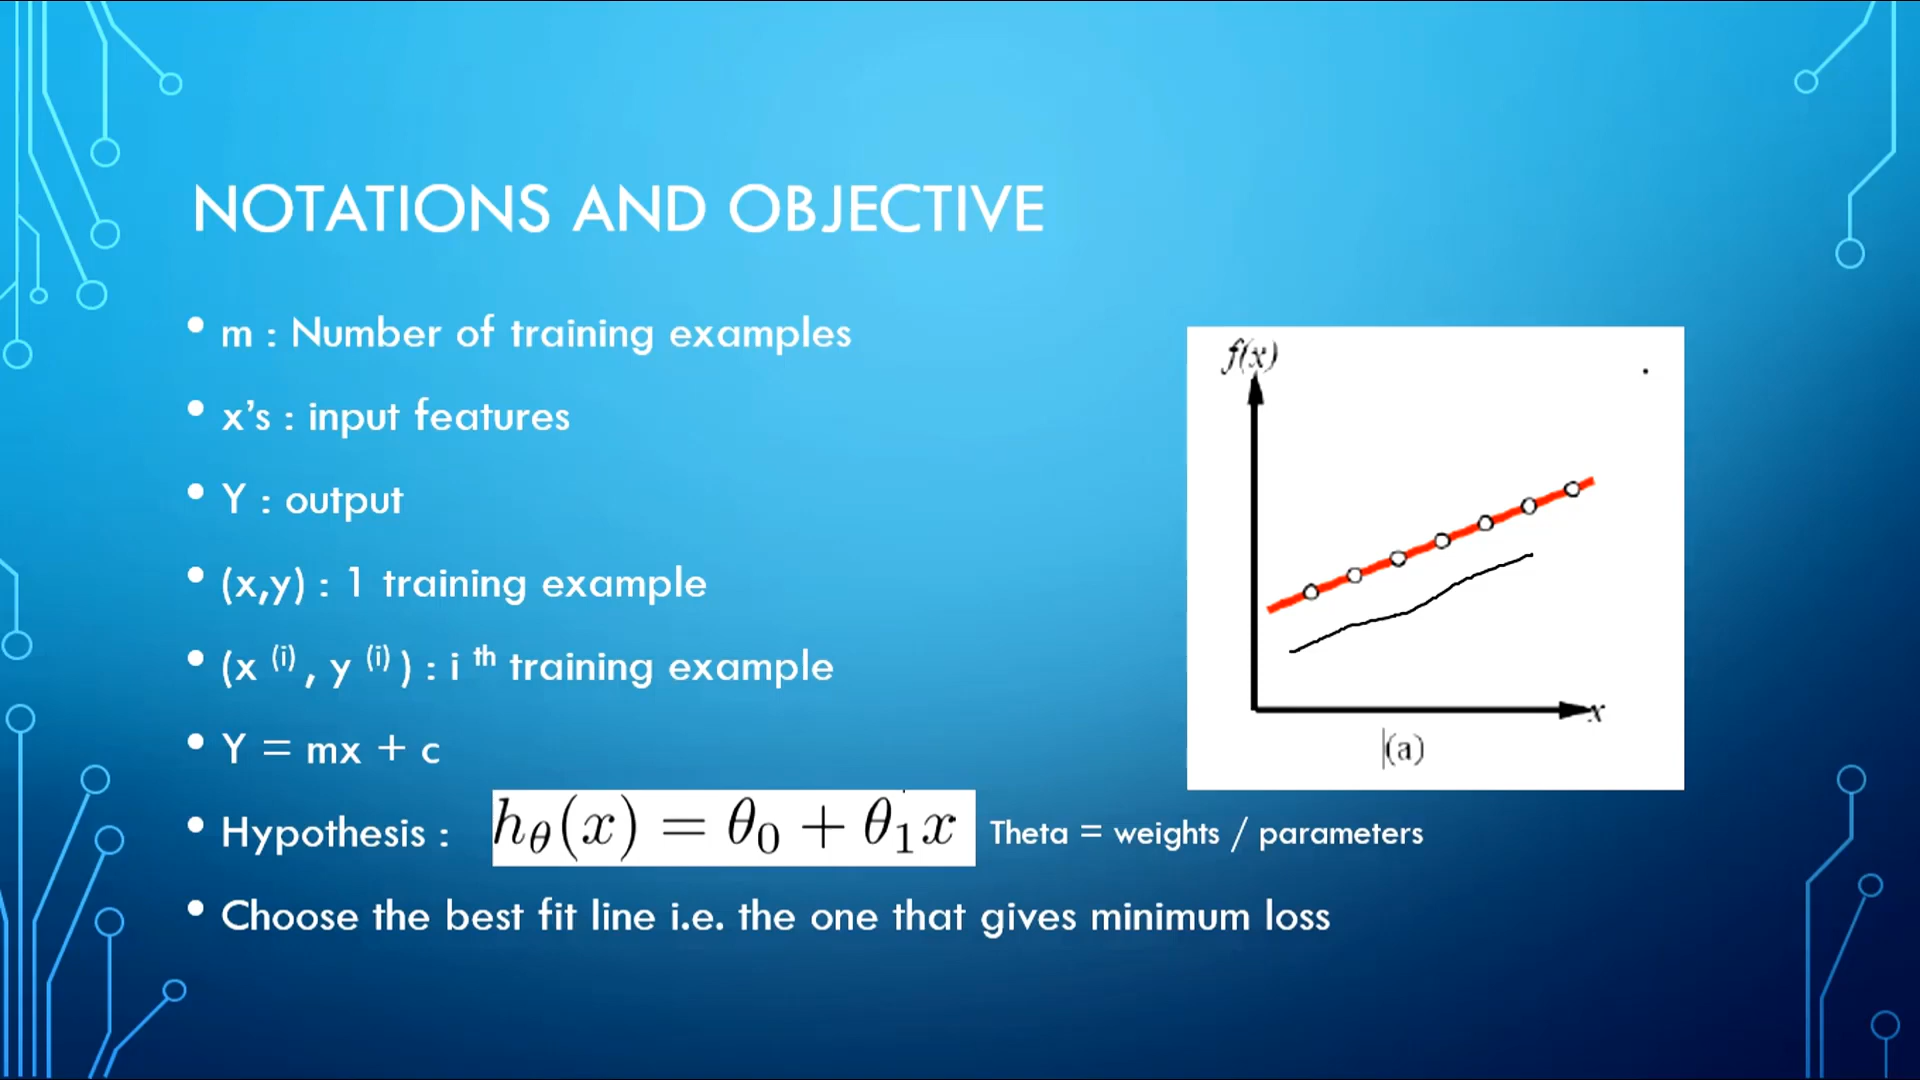 NOTATIONS AND OBJECTIVE
• m : Number of training examples
• x's : input features
• Y : output
• (x,y) : 1 training example
• (x ⁽ⁱ⁾ , y ⁽ⁱ⁾ ) : i ᵗʰ training example
• Y = mx + c
• Hypothesis : h_θ(x) = θ₀ + θ₁x Theta = weights / parameters
• Choose the best fit line i.e. the one that gives minimum loss
f(x)
x
(a)